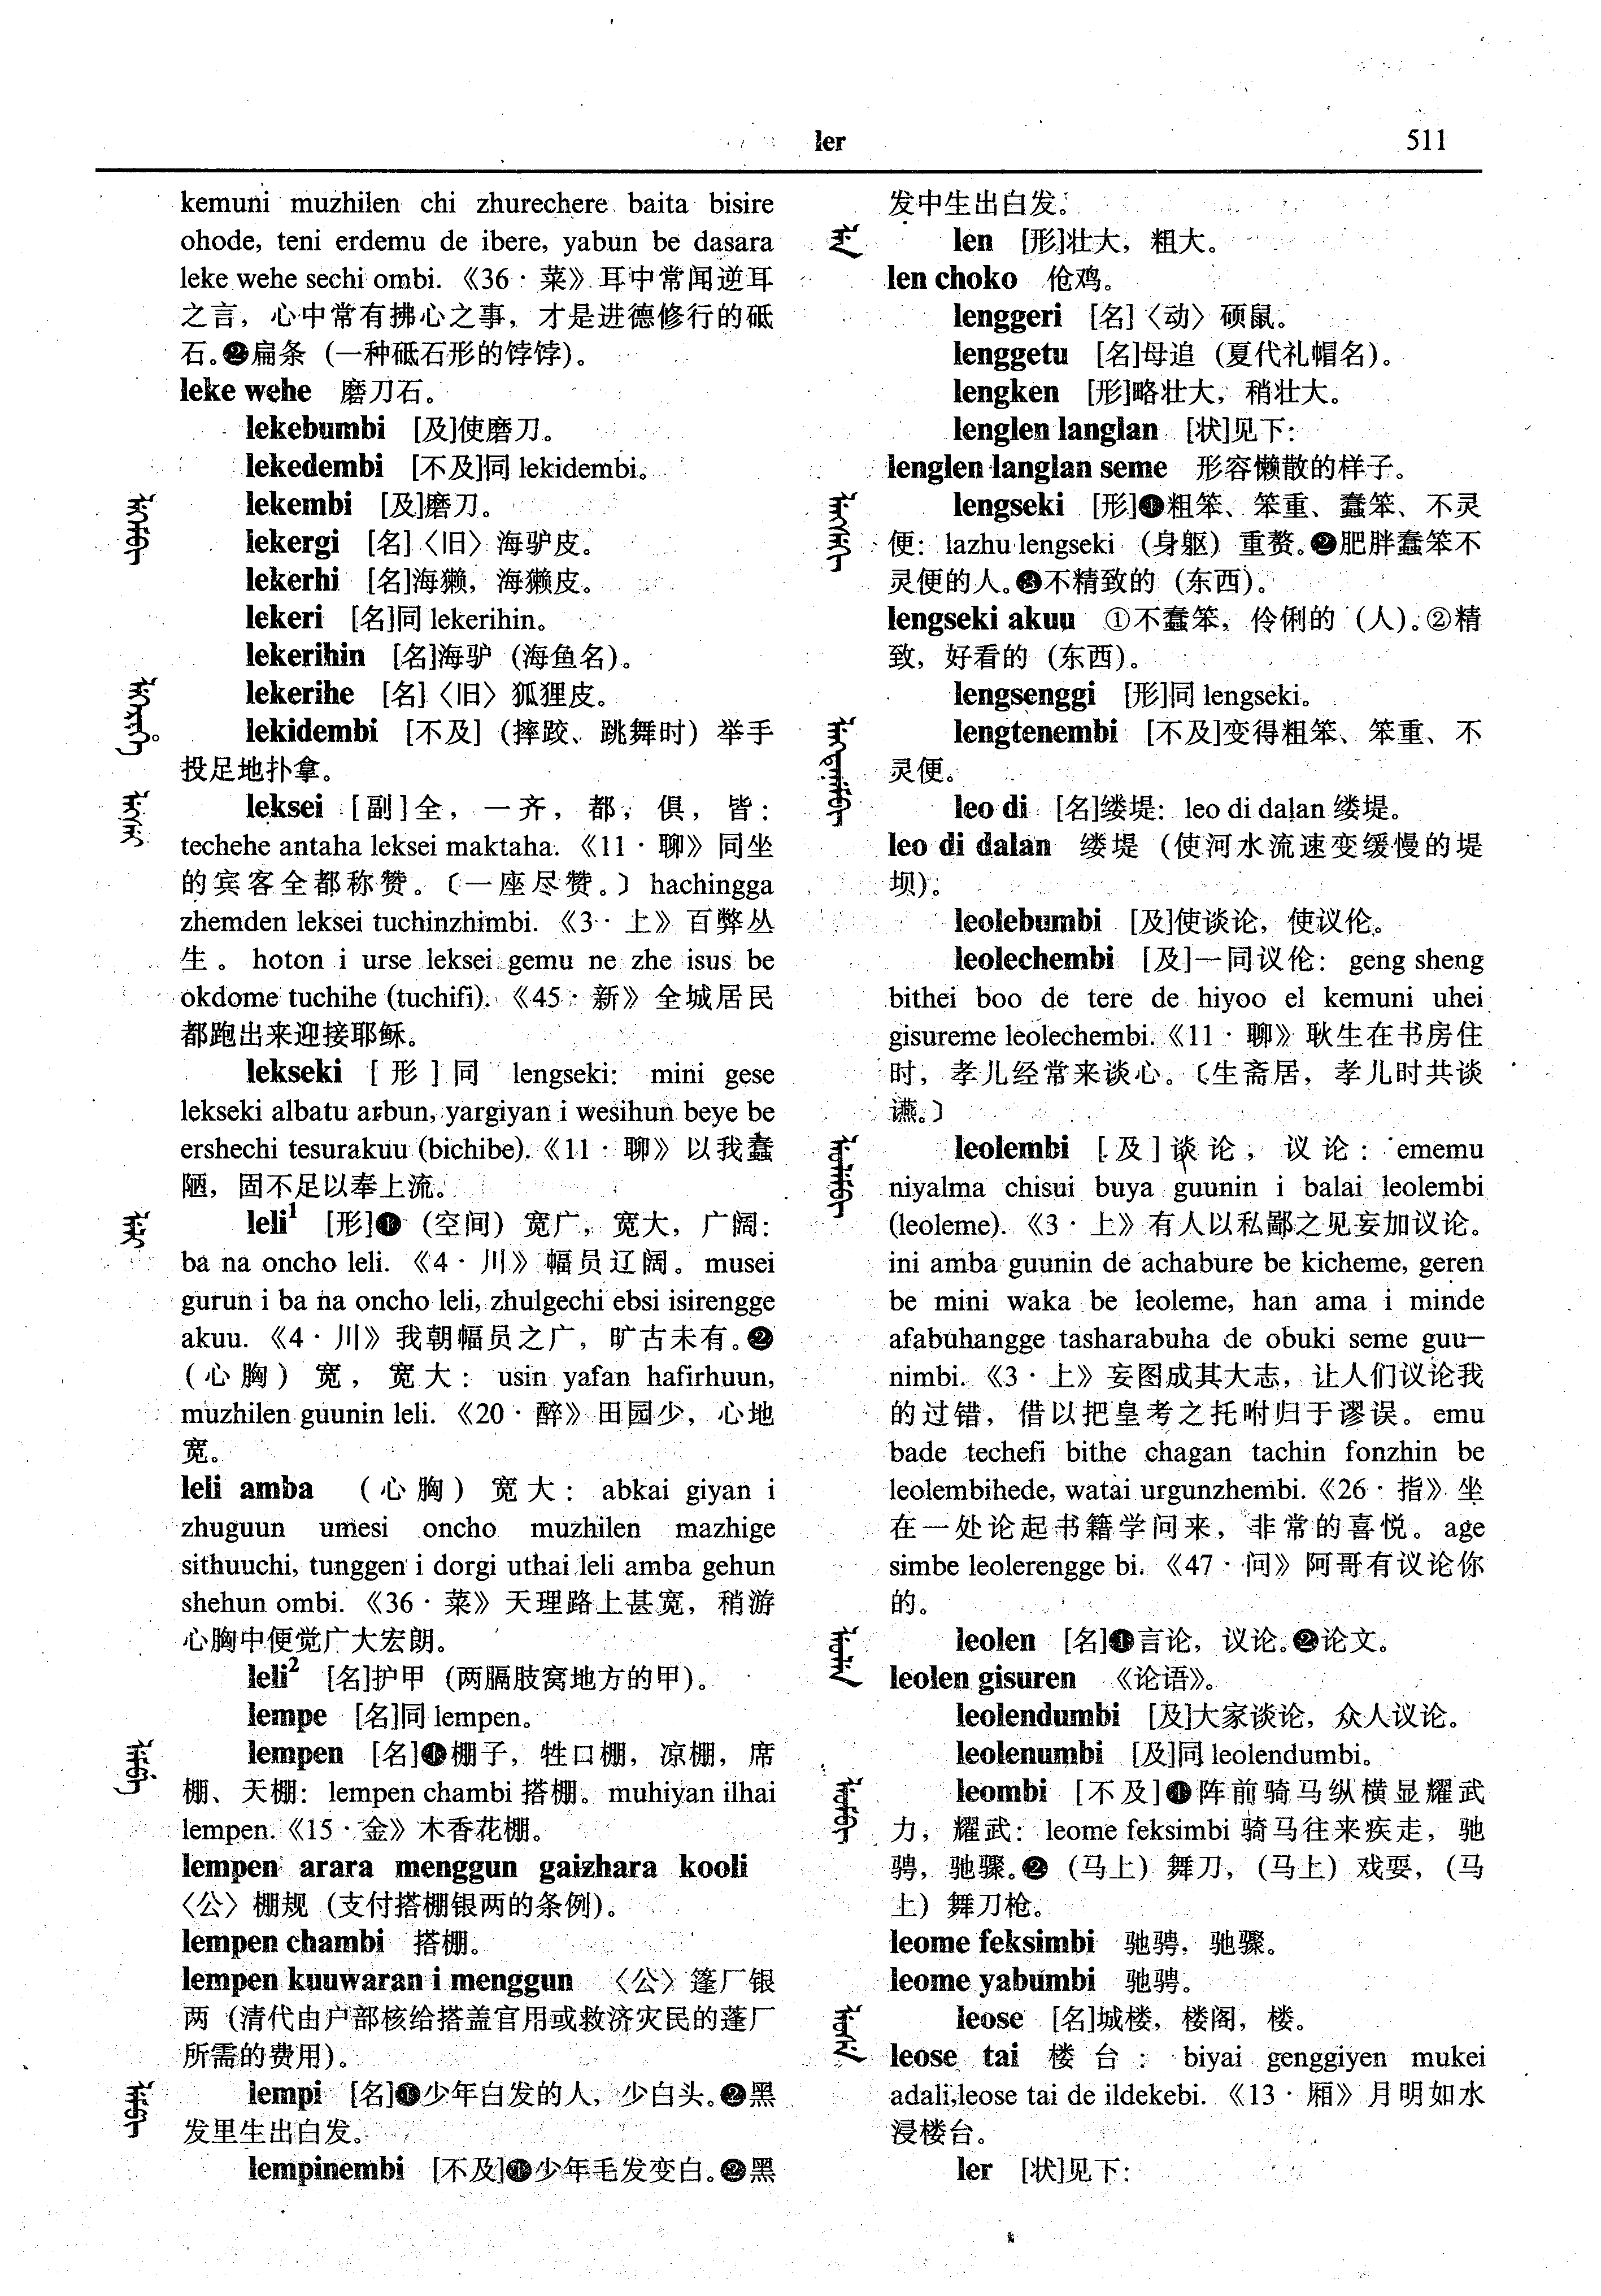 ler
511
kemuni muzhilen chi zhurechere baita bisire
ohode, teni erdemu de ibere, yabun be dasara
leke wehe sechi ombi.《36·菜》耳中常闻逆耳
之言，心中常有拂心之事，才是进德修行的砥
石。❷扁条（一种砥石形的饽饽）。
leke wehe 磨刀石。
lekebumbi [及]使磨刀。
lekedembi [不及]同 lekidembi。
lekembi [及]磨刀。
lekergi [名]〈旧〉海驴皮。
lekerhi [名]海獭，海獭皮。
lekeri [名]同 lekerihin。
lekerihin [名]海驴（海鱼名）。
lekerihe [名]〈旧〉狐狸皮。
lekidembi [不及]（摔跤、跳舞时）举手
投足地扑拿。
leksei [副]全，一齐，都，俱，皆：
techehe antaha leksei maktaha.《11·聊》同坐
的宾客全都称赞。〔一座尽赞。〕hachingga
zhemden leksei tuchinzhimbi.《3·上》百弊丛
生。hoton i urse leksei gemu ne zhe isus be
okdome tuchihe (tuchifi).《45·新》全城居民
都跑出来迎接耶稣。
lekseki [形]同 lengseki: mini gese
lekseki albatu arbun, yargiyan i wesihun beye be
ershechi tesurakuu (bichibe).《11·聊》以我蠢
陋，固不足以奉上流。
leli¹ [形]❶（空间）宽广，宽大，广阔：
ba na oncho leli.《4·川》幅员辽阔。musei
gurun i ba na oncho leli, zhulgechi ebsi isirengge
akuu.《4·川》我朝幅员之广，旷古未有。❷
（心胸）宽，宽大：usin yafan hafirhuun,
muzhilen guunin leli.《20·醉》田园少，心地
宽。
leli amba （心胸）宽大：abkai giyan i
zhuguun umesi oncho muzhilen mazhige
sithuuchi, tunggen i dorgi uthai leli amba gehun
shehun ombi.《36·菜》天理路上甚宽，稍游
心胸中便觉广大宏朗。
leli² [名]护甲（两膈肢窝地方的甲）。
lempe [名]同 lempen。
lempen [名]❶棚子，牲口棚，凉棚，席
棚、天棚：lempen chambi 搭棚。muhiyan ilhai
lempen.《15·金》木香花棚。
lempen arara menggun gaizhara kooli
〈公〉棚规（支付搭棚银两的条例）。
lempen chambi 搭棚。
lempen kuuwaran i menggun 〈公〉篷厂银
两（清代由户部核给搭盖官用或救济灾民的蓬厂
所需的费用）。
lempi [名]❶少年白发的人，少白头。❷黑
发里生出白发。
lempinembi [不及]❶少年毛发变白。❷黑
发中生出白发。
len [形]壮大，粗大。
len choko 伧鸡。
lenggeri [名]〈动〉硕鼠。
lenggetu [名]母追（夏代礼帽名）。
lengken [形]略壮大，稍壮大。
lenglen langlan [状]见下：
lenglen langlan seme 形容懒散的样子。
lengseki [形]❶粗笨、笨重、蠢笨、不灵
便：lazhu lengseki （身躯）重赘。❷肥胖蠢笨不
灵便的人。❸不精致的（东西）。
lengseki akuu ①不蠢笨，伶俐的（人）。②精
致，好看的（东西）。
lengsenggi [形]同 lengseki。
lengtenembi [不及]变得粗笨、笨重、不
灵便。
leo di [名]缕堤：leo di dalan 缕堤。
leo di dalan 缕堤（使河水流速变缓慢的堤
坝）。
leolebumbi [及]使谈论，使议伦。
leolechembi [及]一同议伦：geng sheng
bithei boo de tere de hiyoo el kemuni uhei
gisureme leolechembi.《11·聊》耿生在书房住
时，孝儿经常来谈心。〔生斋居，孝儿时共谈
讌。〕
leolembi [及]谈论，议论：ememu
niyalma chisui buya guunin i balai leolembi
(leoleme).《3·上》有人以私鄙之见妄加议论。
ini amba guunin de achabure be kicheme, geren
be mini waka be leoleme, han ama i minde
afabuhangge tasharabuha de obuki seme guu—
nimbi.《3·上》妄图成其大志，让人们议论我
的过错，借以把皇考之托咐归于谬误。emu
bade techefi bithe chagan tachin fonzhin be
leolembihede, watai urgunzhembi.《26·指》坐
在一处论起书籍学问来，非常的喜悦。age
simbe leolerengge bi.《47·问》阿哥有议论你
的。
leolen [名]❶言论，议论。❷论文。
leolen gisuren 《论语》。
leolendumbi [及]大家谈论，众人议论。
leolenumbi [及]同 leolendumbi。
leombi [不及]❶阵前骑马纵横显耀武
力，耀武：leome feksimbi 骑马往来疾走，驰
骋，驰骤。❷（马上）舞刀，（马上）戏耍，（马
上）舞刀枪。
leome feksimbi 驰骋，驰骤。
leome yabumbi 驰骋。
leose [名]城楼，楼阁，楼。
leose tai 楼台：biyai genggiyen mukei
adali,leose tai de ildekebi.《13·厢》月明如水
浸楼台。
ler [状]见下：